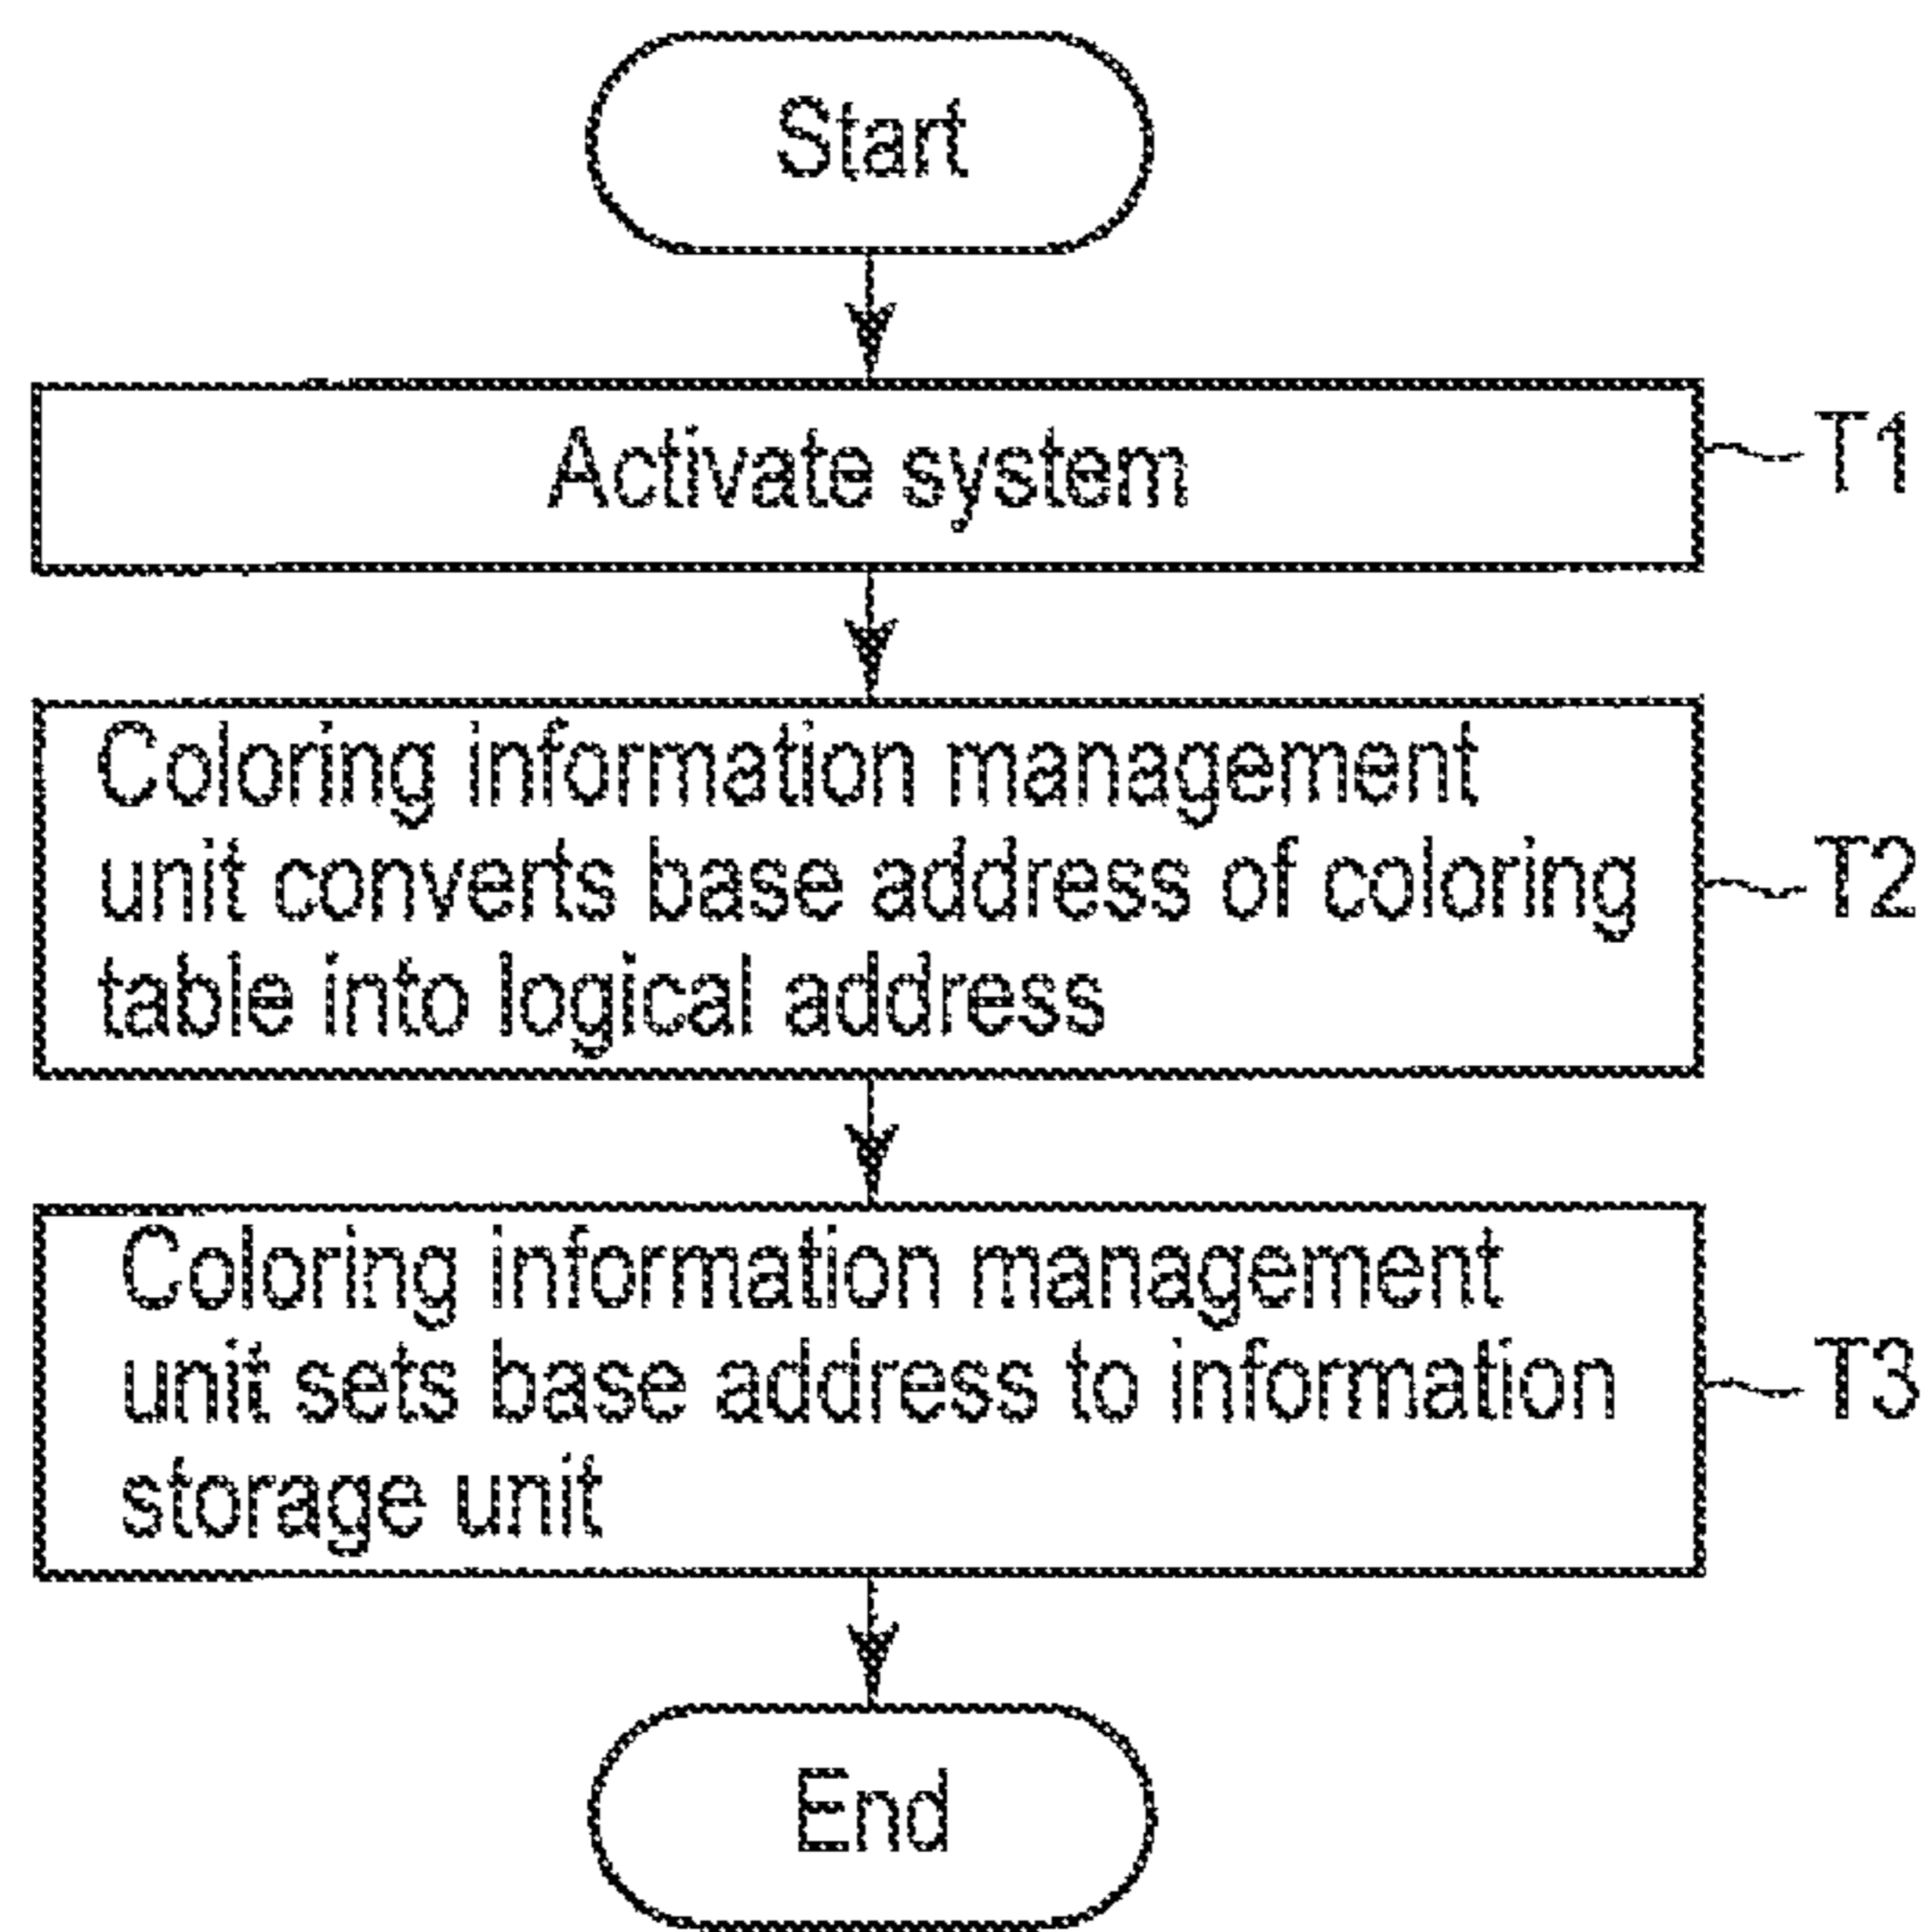 Start
Activate system
T1
Coloring information management
unit converts base address of coloring
table into logical address
T2
Coloring information management
unit sets base address to information
storage unit
T3
End